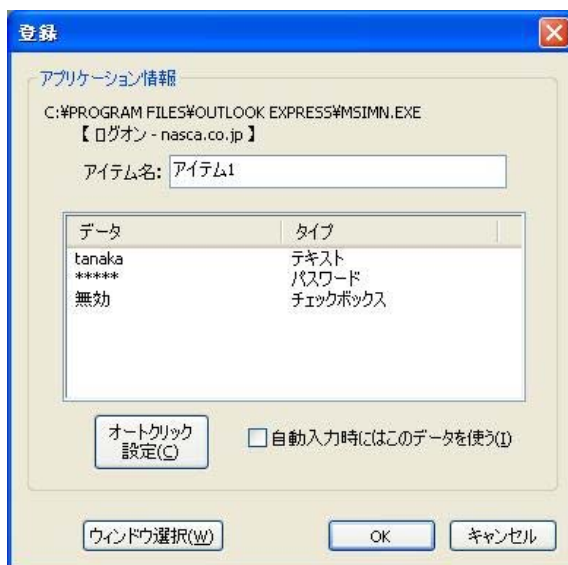 登録
アプリケーション情報
C:¥PROGRAM FILES¥OUTLOOK EXPRESS¥MSIMN.EXE
【 ログオン - nasca.co.jp 】
アイテム名: アイテム1
データ タイプ
tanaka テキスト
***** パスワード
無効 チェックボックス
オートクリック
設定(C)
自動入力時にはこのデータを使う(I)
ウィンドウ選択(W) OK キャンセル